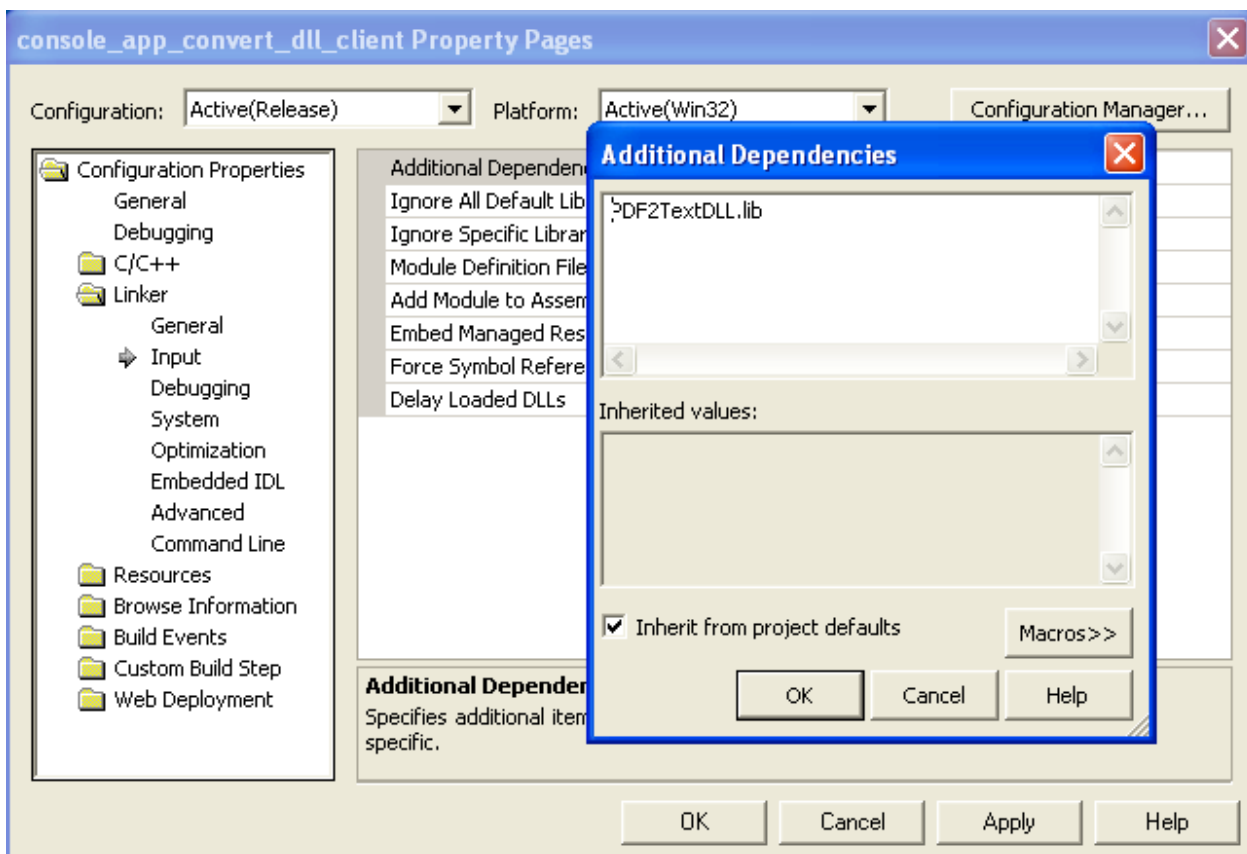 console_app_convert_dll_client Property Pages
Configuration: Active(Release) Platform: Active(Win32) Configuration Manager...
Configuration Properties
General
Debugging
C/C++
Linker
General
Input
Debugging
System
Optimization
Embedded IDL
Advanced
Command Line
Resources
Browse Information
Build Events
Custom Build Step
Web Deployment
Additional Dependen
Ignore All Default Lib
Ignore Specific Librar
Module Definition File
Add Module to Assem
Embed Managed Res
Force Symbol Refere
Delay Loaded DLLs
Additional Depender
Specifies additional item
specific.
Additional Dependencies
PDF2TextDLL.lib
Inherited values:
Inherit from project defaults
Macros>>
OK Cancel Help
OK Cancel Apply Help